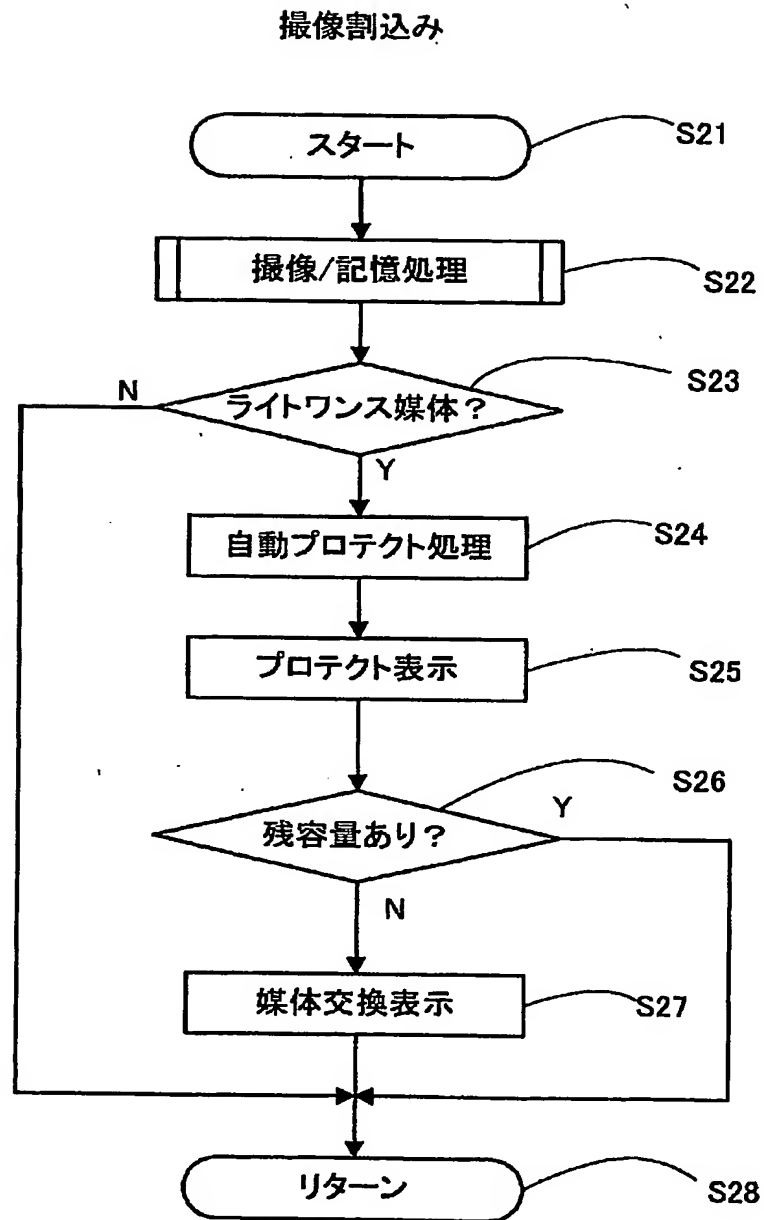 撮像割込み
スタート
S21
撮像/記憶処理
S22
ライトワンス媒体？
S23
N
Y
自動プロテクト処理
S24
プロテクト表示
S25
残容量あり？
S26
Y
N
媒体交換表示
S27
リターン
S28